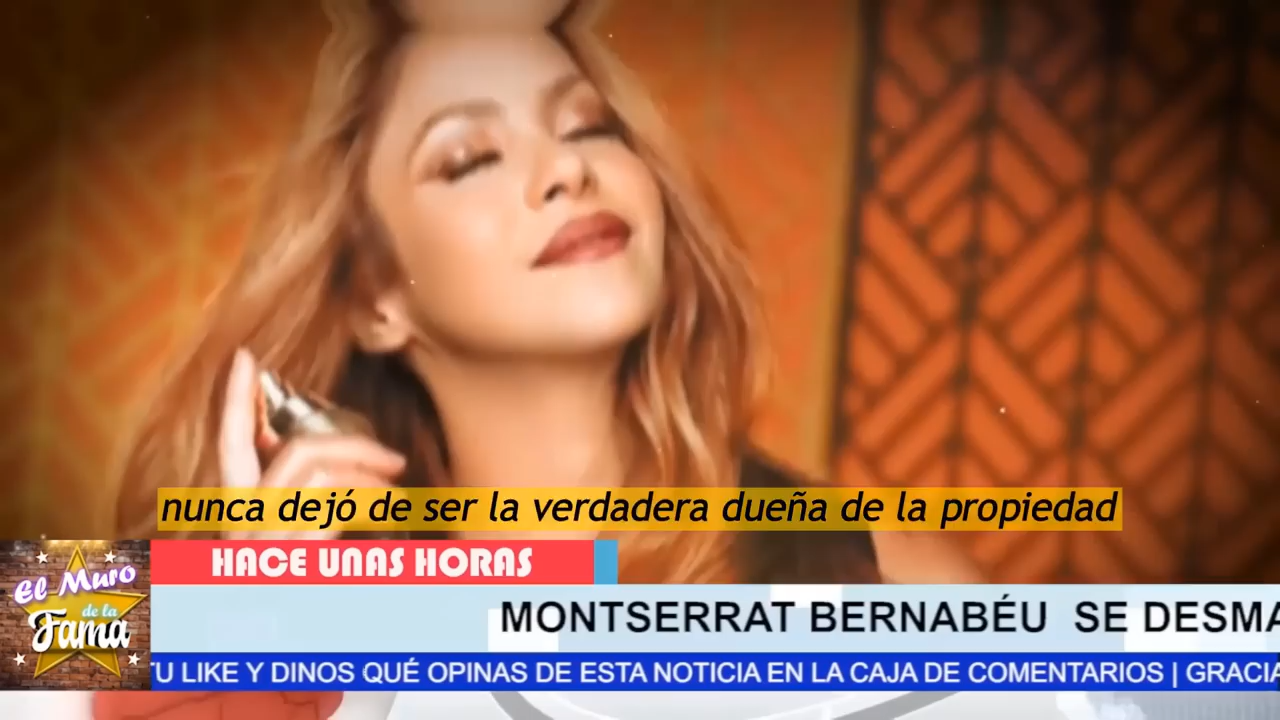 nunca dejó de ser la verdadera dueña de la propiedad
HACE UNAS HORAS
El Muro
de la
Fama
MONTSERRAT BERNABÉU SE DESMA
TU LIKE Y DINOS QUÉ OPINAS DE ESTA NOTICIA EN LA CAJA DE COMENTARIOS | GRACIA